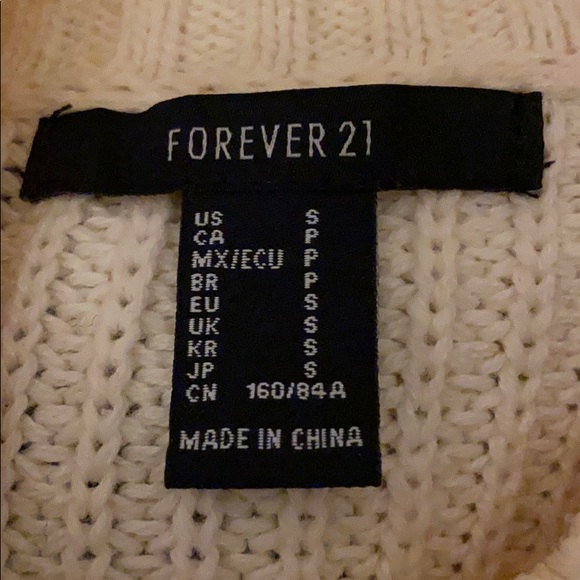 FOREVER 21
US S
CA P
MX/ECU P
BR P
EU S
UK S
KR S
JP S
CN 160/84A
MADE IN CHINA